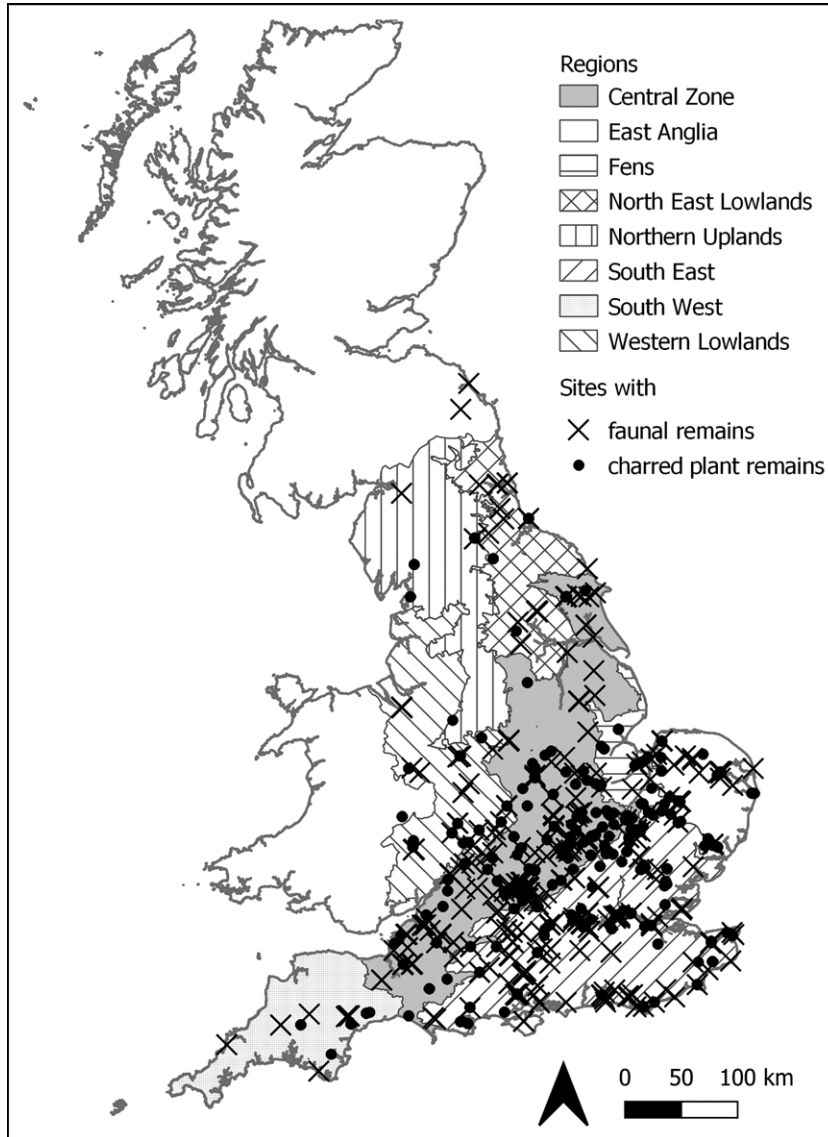 Regions
Central Zone
East Anglia
Fens
North East Lowlands
Northern Uplands
South East
South West
Western Lowlands
Sites with
faunal remains
charred plant remains
0 50 100 km